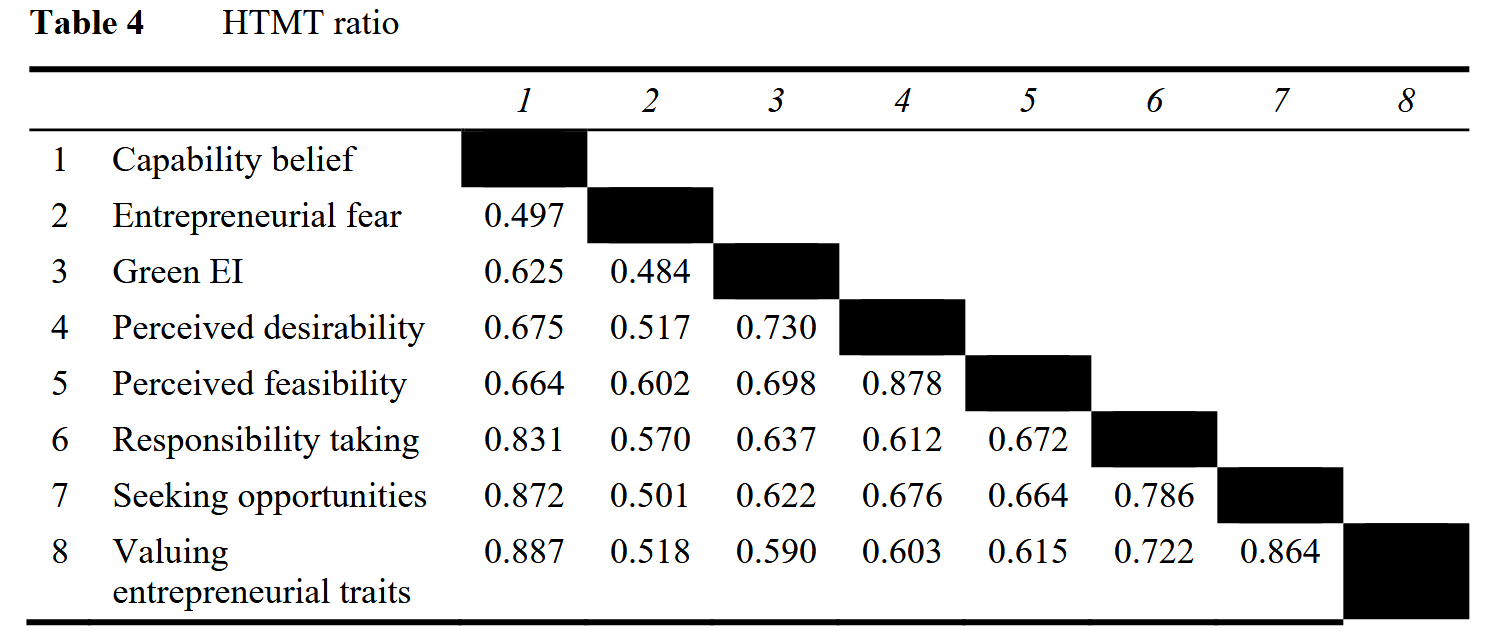 Table 4 HTMT ratio
1 2 3 4 5 6 7 8
1 Capability belief
2 Entrepreneurial fear 0.497
3 Green EI 0.625 0.484
4 Perceived desirability 0.675 0.517 0.730
5 Perceived feasibility 0.664 0.602 0.698 0.878
6 Responsibility taking 0.831 0.570 0.637 0.612 0.672
7 Seeking opportunities 0.872 0.501 0.622 0.676 0.664 0.786
8 Valuing 0.887 0.518 0.590 0.603 0.615 0.722 0.864
entrepreneurial traits